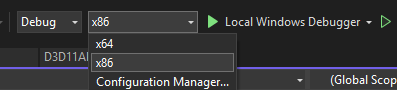 Debug x86 Local Windows Debugger
x64
D3D11A
x86
Configuration Manager... (Global Scop